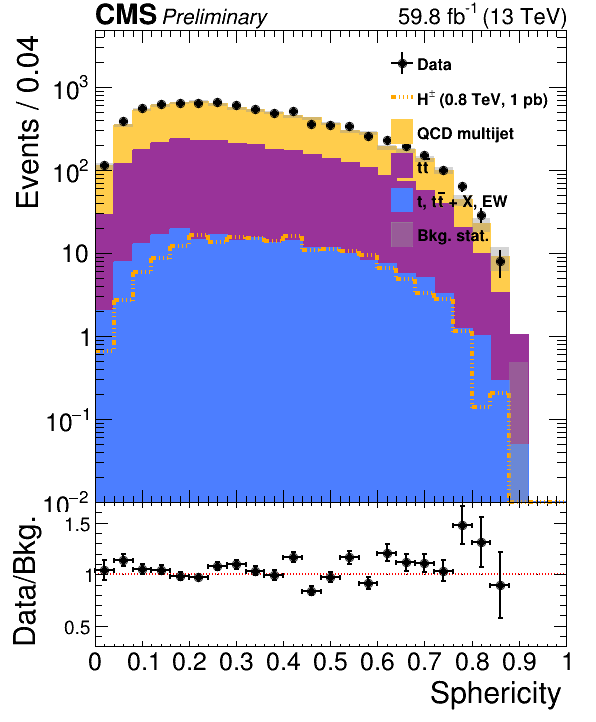 CMS Preliminary 59.8 fb⁻¹ (13 TeV)
Events / 0.04
10³
10²
10
1
10⁻¹
10⁻²
Data
H± (0.8 TeV, 1 pb)
QCD multijet
tt̅
t, tt̅ + X, EW
Bkg. stat.
Data/Bkg.
1.5
1
0.5
0 0.1 0.2 0.3 0.4 0.5 0.6 0.7 0.8 0.9 1
Sphericity